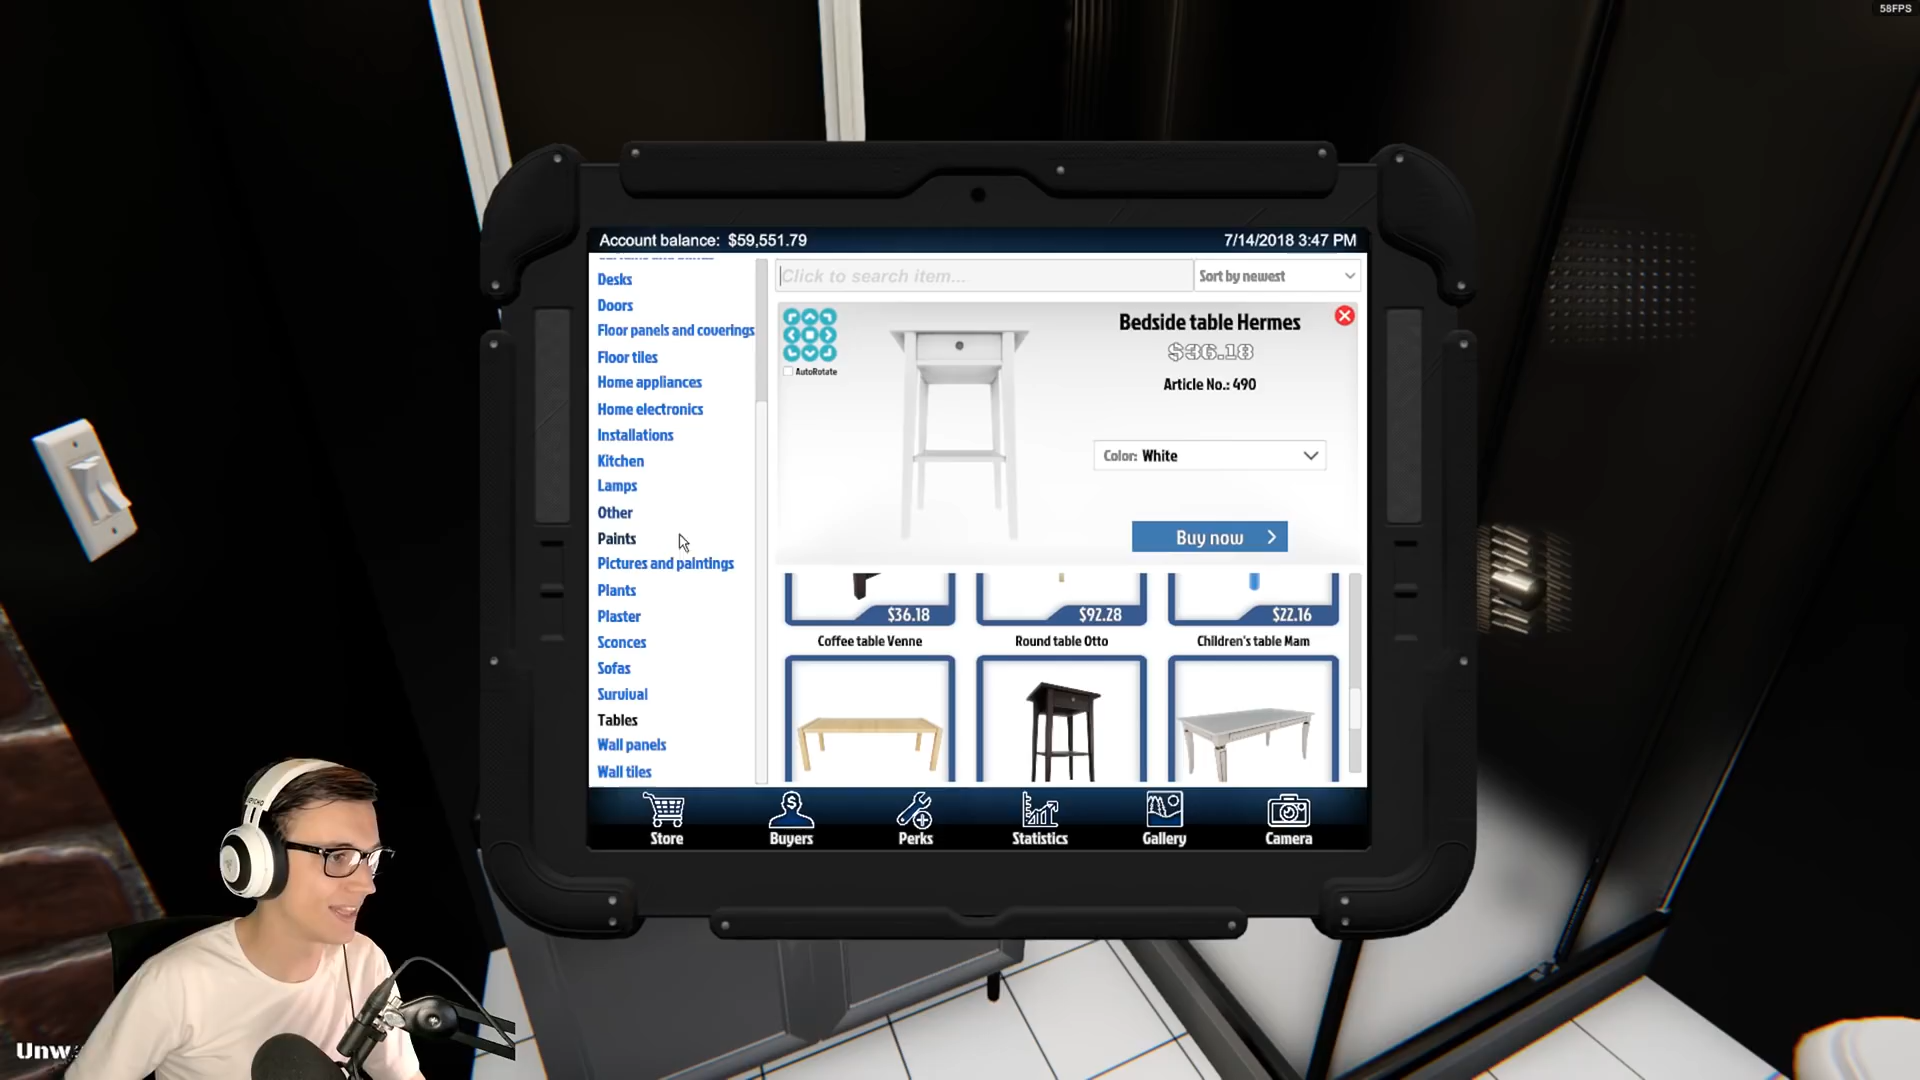 58FPS
Account balance: $59,551.79
7/14/2018 3:47 PM
Desks
Doors
Floor panels and coverings
Floor tiles
Home appliances
Home electronics
Installations
Kitchen
Lamps
Other
Paints
Pictures and paintings
Plants
Plaster
Sconces
Sofas
Survival
Tables
Wall panels
Wall tiles
Click to search item...
Sort by newest
AutoRotate
Bedside table Hermes
$36.18
Article No.: 490
Color: White
Buy now
$36.18
$92.28
$22.16
Coffee table Venne
Round table Otto
Children's table Mam
Store
Buyers
Perks
Statistics
Gallery
Camera